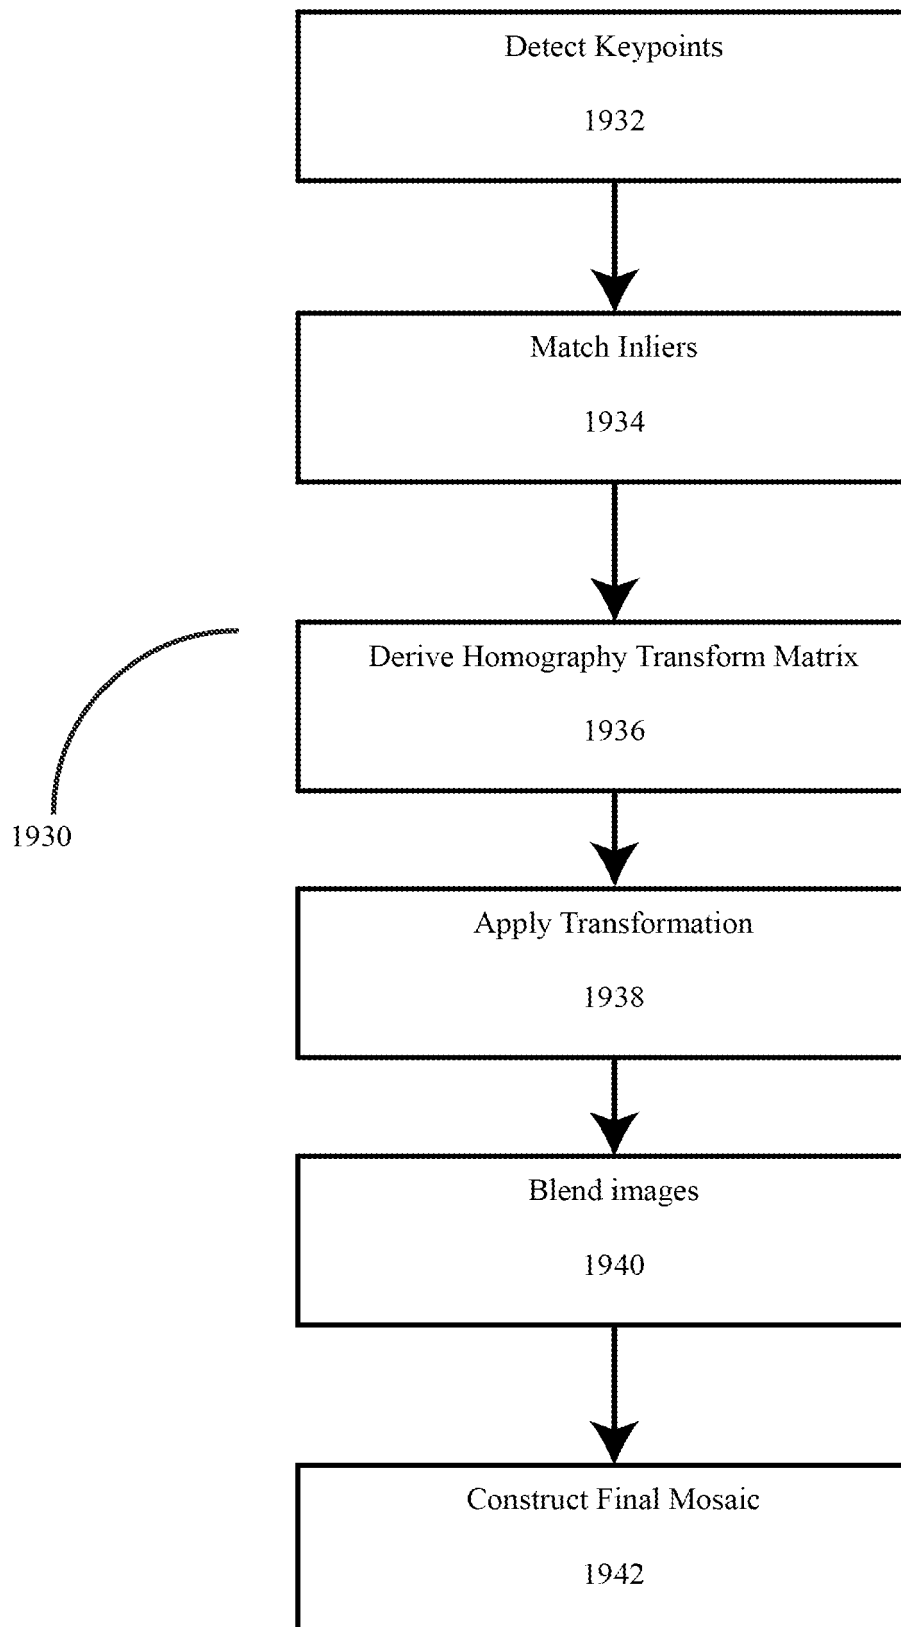 Detect Keypoints
1932
Match Inliers
1934
Derive Homography Transform Matrix
1936
1930
Apply Transformation
1938
Blend images
1940
Construct Final Mosaic
1942